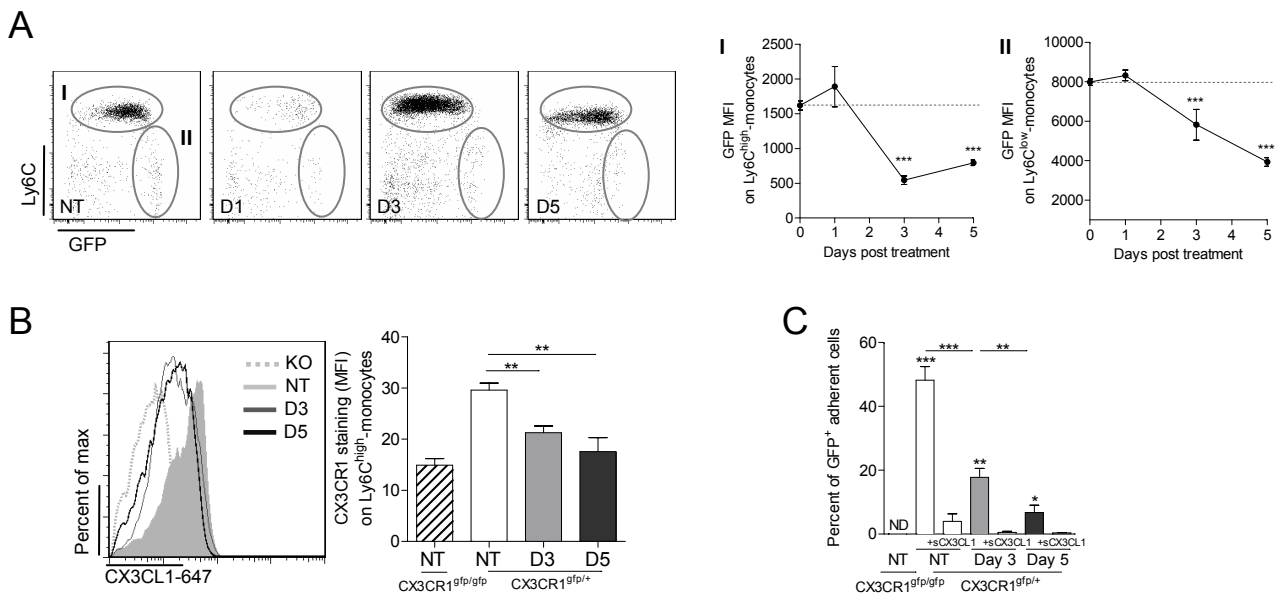 A
I
II
Ly6C
NT
D1
D3
D5
GFP
I
2500
2000
1500
1000
500
0
GFP MFI
on Ly6Chigh-monocytes
***
***
0
1
2
3
4
5
Days post treatment
II
10000
8000
6000
4000
2000
GFP MFI
on Ly6Clow-monocytes
***
***
0
1
2
3
4
5
Days post treatment
B
Percent of max
KO
NT
D3
D5
CX3CL1-647
CX3CR1 staining (MFI)
on Ly6Chigh-monocytes
40
30
20
10
0
**
**
NT
NT
D3
D5
CX3CR1gfp/gfp
CX3CR1gfp/+
C
Percent of GFP+ adherent cells
60
40
20
0
***
**
***
**
*
ND
+sCX3CL1
+sCX3CL1
+sCX3CL1
NT
NT
Day 3
Day 5
CX3CR1gfp/gfp
CX3CR1gfp/+